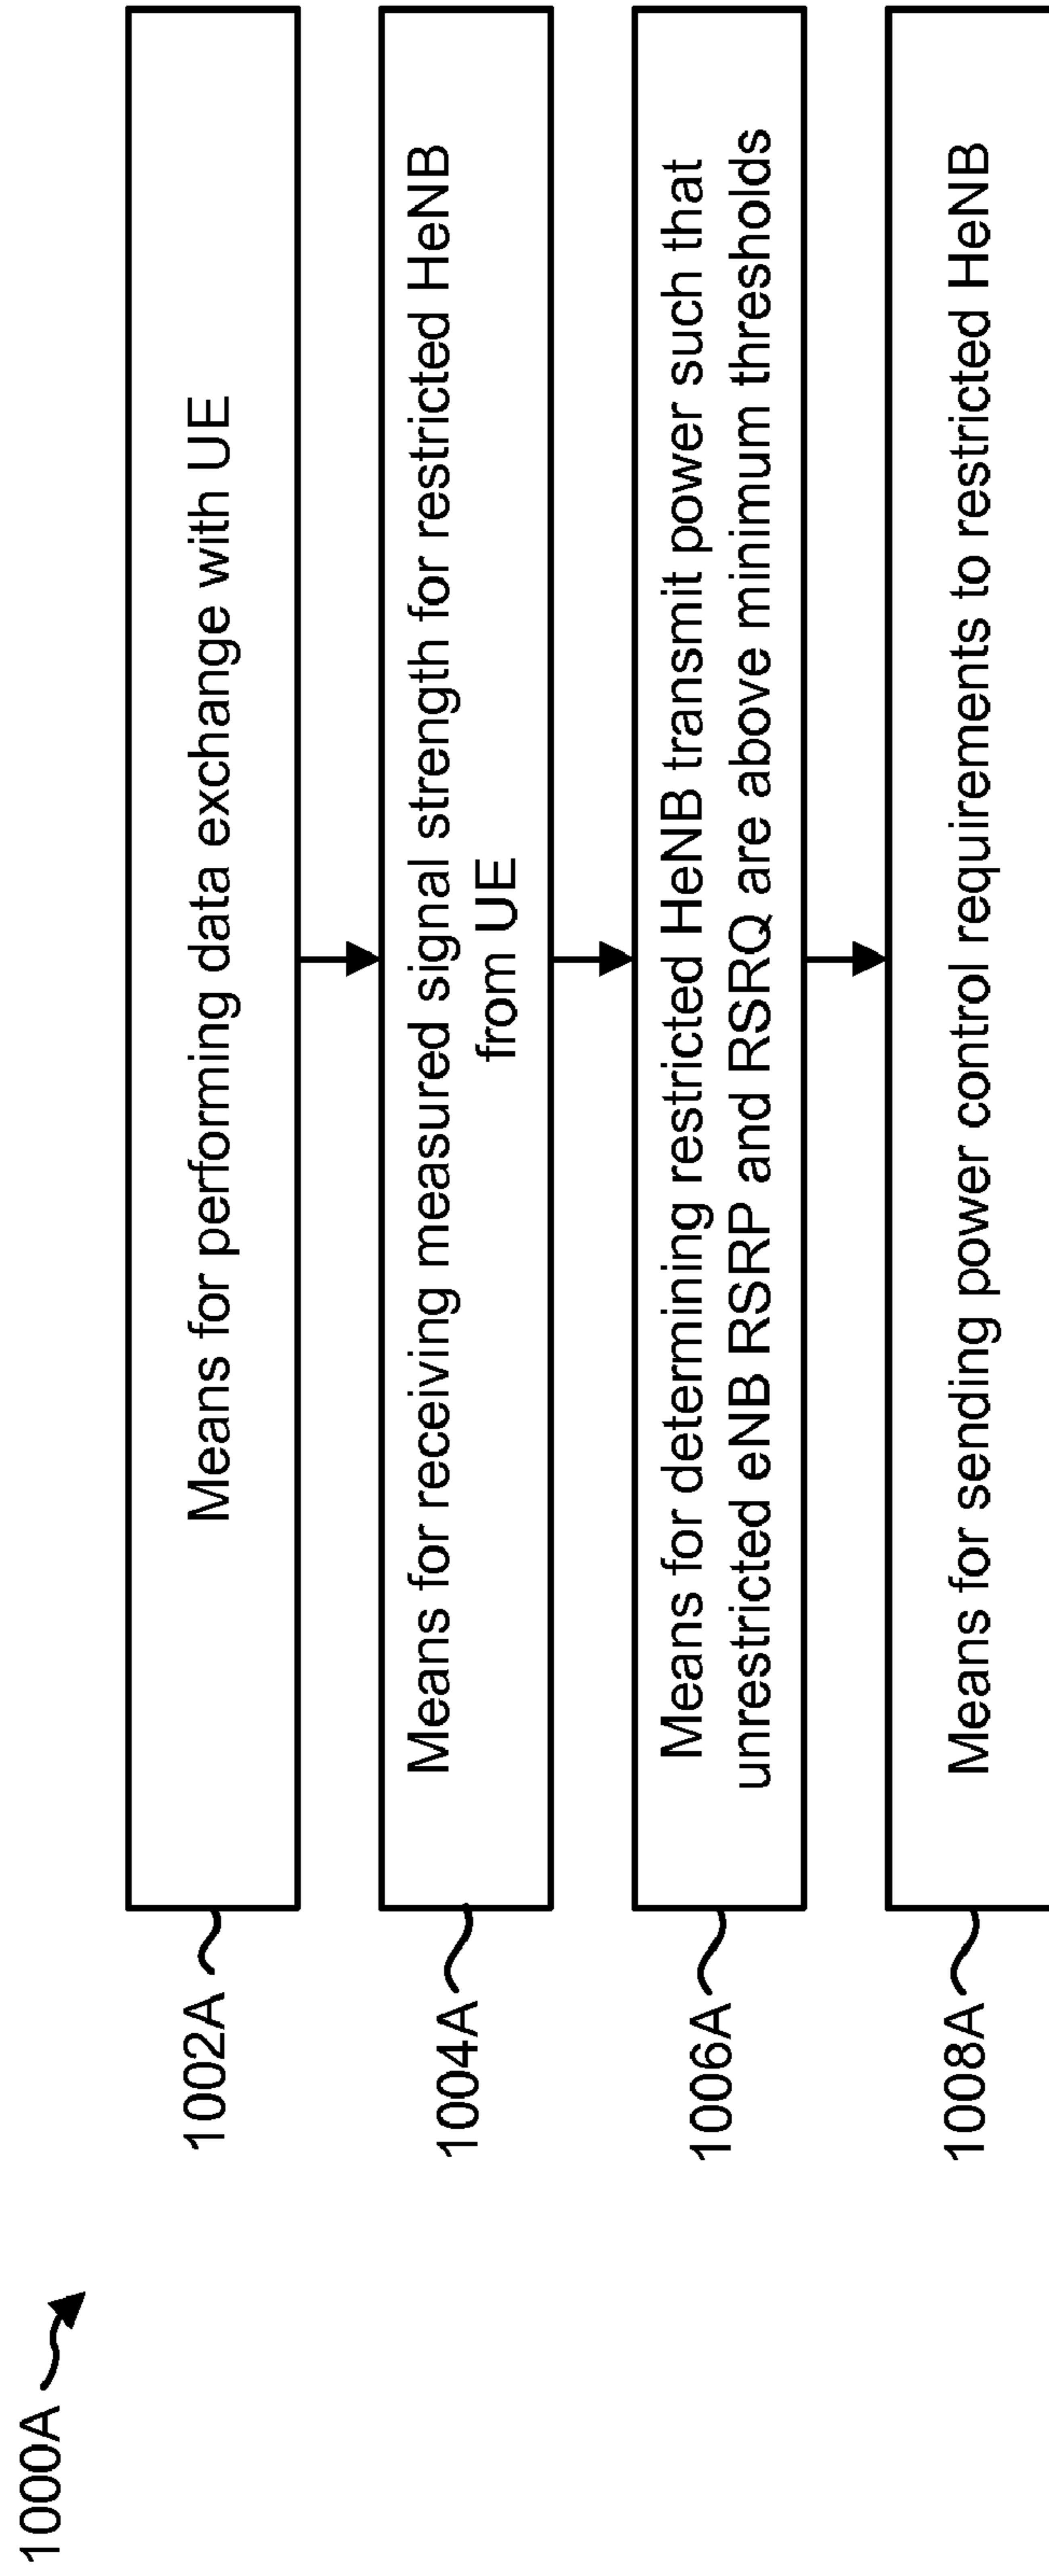 1000A
1002A
Means for performing data exchange with UE
1004A
Means for receiving measured signal strength for restricted HeNB
from UE
1006A
Means for determining restricted HeNB transmit power such that
unrestricted eNB RSRP and RSRQ are above minimum thresholds
1008A
Means for sending power control requirements to restricted HeNB